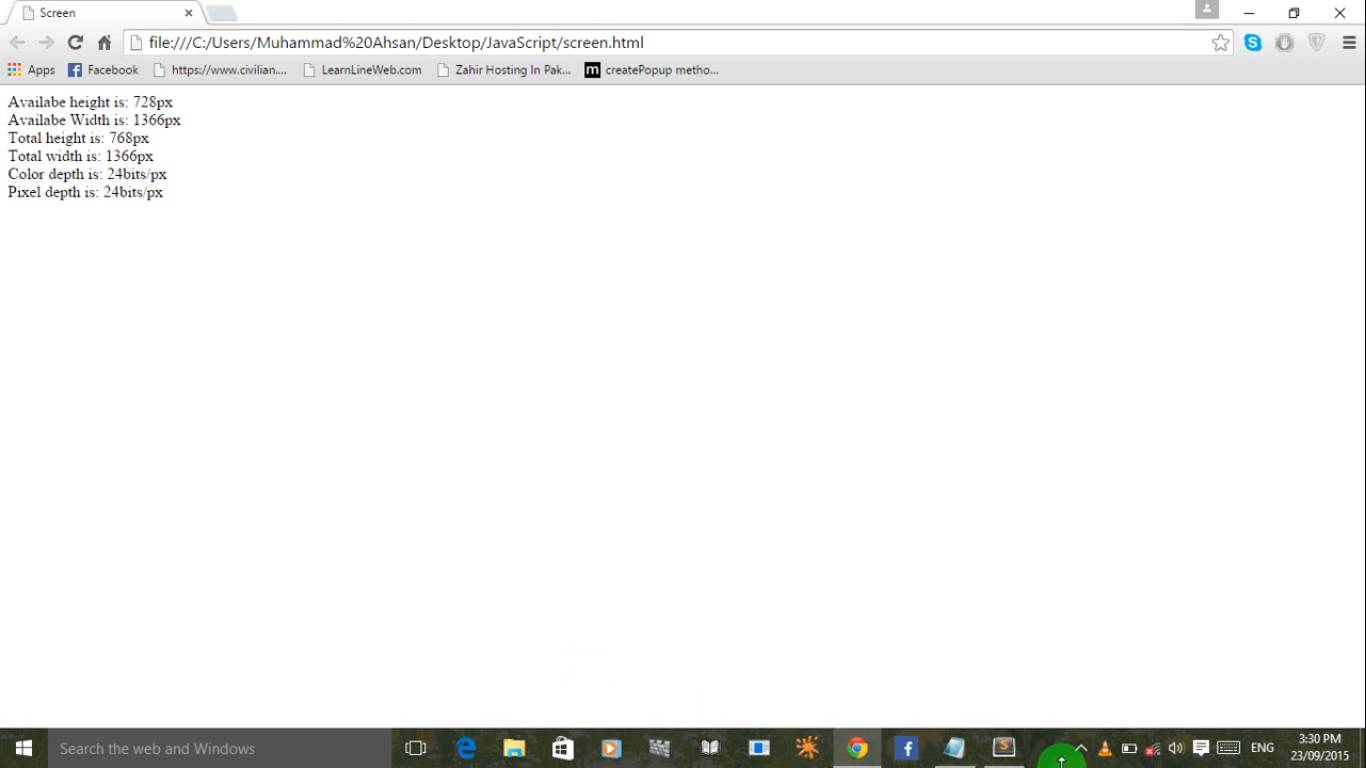 Screen
file:///C:/Users/Muhammad%20Ahsan/Desktop/JavaScript/screen.html
Apps Facebook https://www.civilian.... LearnLineWeb.com Zahir Hosting In Pak... createPopup metho...
Availabe height is: 728px
Availabe Width is: 1366px
Total height is: 768px
Total width is: 1366px
Color depth is: 24bits/px
Pixel depth is: 24bits/px
Search the web and Windows
ENG
3:30 PM
23/09/2015